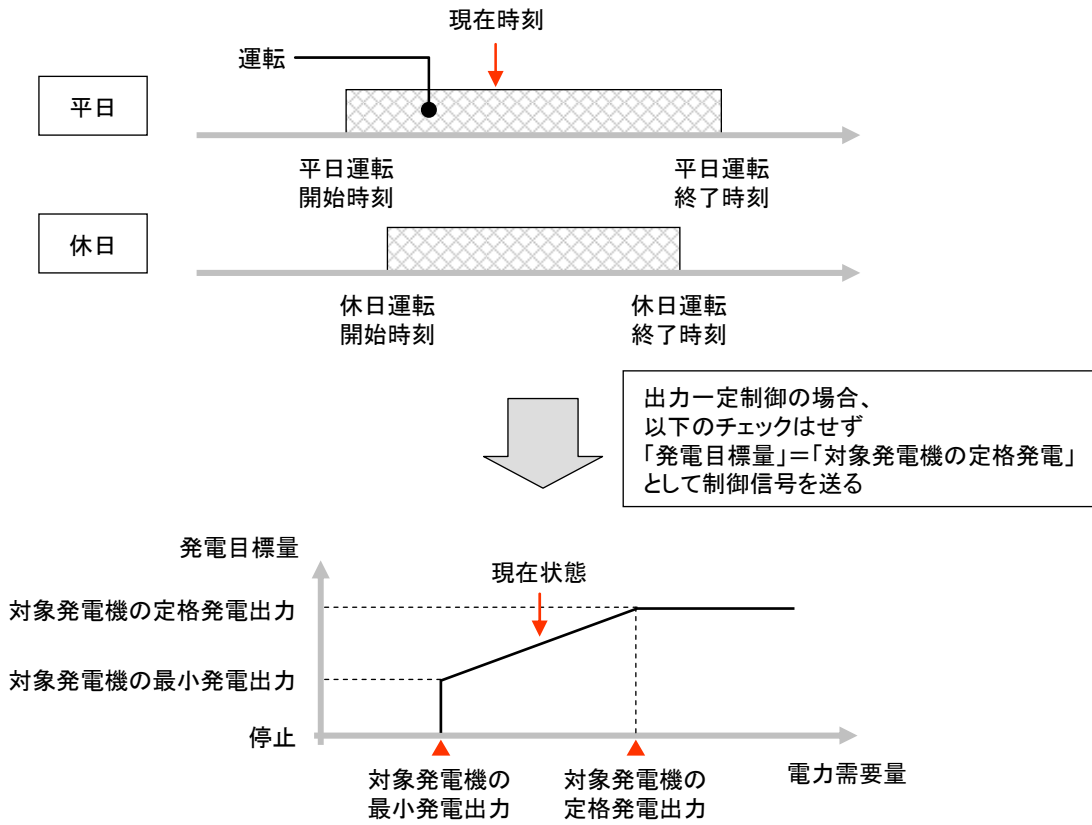 現在時刻
運転
平日
平日運転
開始時刻
平日運転
終了時刻
休日
休日運転
開始時刻
休日運転
終了時刻
出力一定制御の場合、
以下のチェックはせず
「発電目標量」＝「対象発電機の定格発電」
として制御信号を送る
発電目標量
現在状態
対象発電機の定格発電出力
対象発電機の最小発電出力
停止
電力需要量
対象発電機の
最小発電出力
対象発電機の
定格発電出力